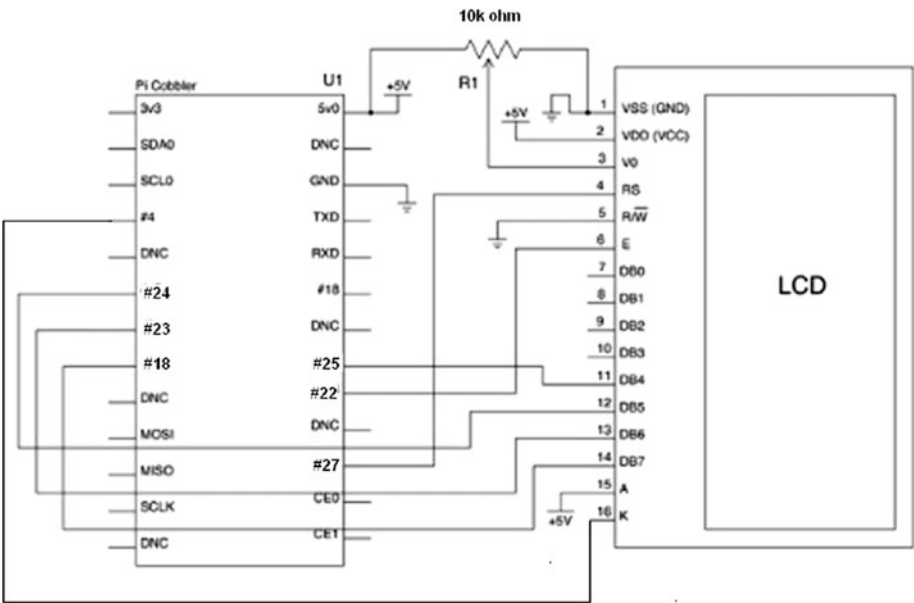 10k ohm
R1
Pi Cobbler
U1
3v3
SDA0
SCL0
#4
DNC
#24
#23
#18
DNC
MOSI
MISO
SCLK
DNC
5v0
DNC
GND
TXD
RXD
#18
DNC
#25
#22
DNC
#27
CE0
CE1
+5V
+5V
1 VSS (GND)
2 VDD (VCC)
3 V0
4 RS
5 R/W̅
6 E
7 DB0
8 DB1
9 DB2
10 DB3
11 DB4
12 DB5
13 DB6
14 DB7
15 A
16 K
+5V
LCD